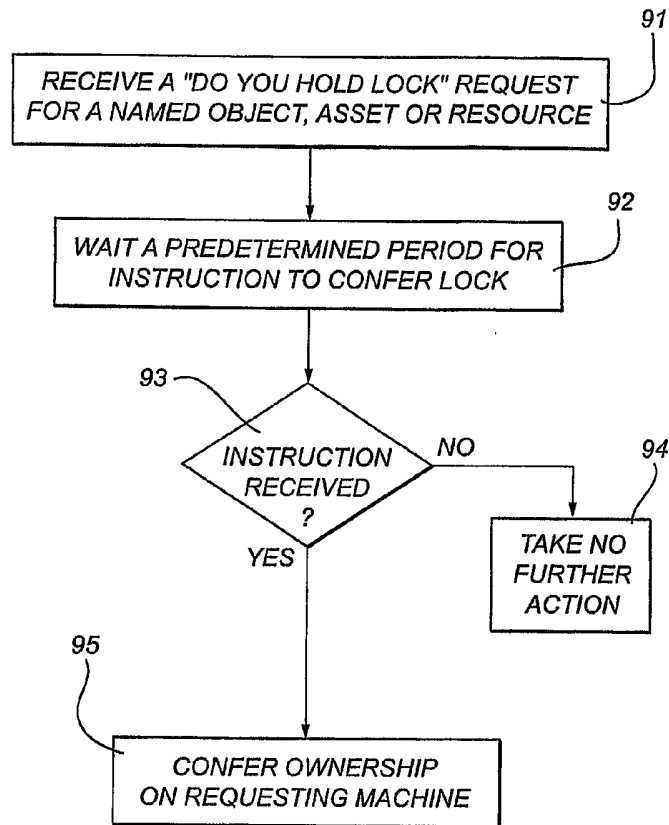 91
RECEIVE A "DO YOU HOLD LOCK" REQUEST
FOR A NAMED OBJECT, ASSET OR RESOURCE
92
WAIT A PREDETERMINED PERIOD FOR
INSTRUCTION TO CONFER LOCK
93
INSTRUCTION
RECEIVED
?
NO
YES
94
TAKE NO
FURTHER
ACTION
95
CONFER OWNERSHIP
ON REQUESTING MACHINE